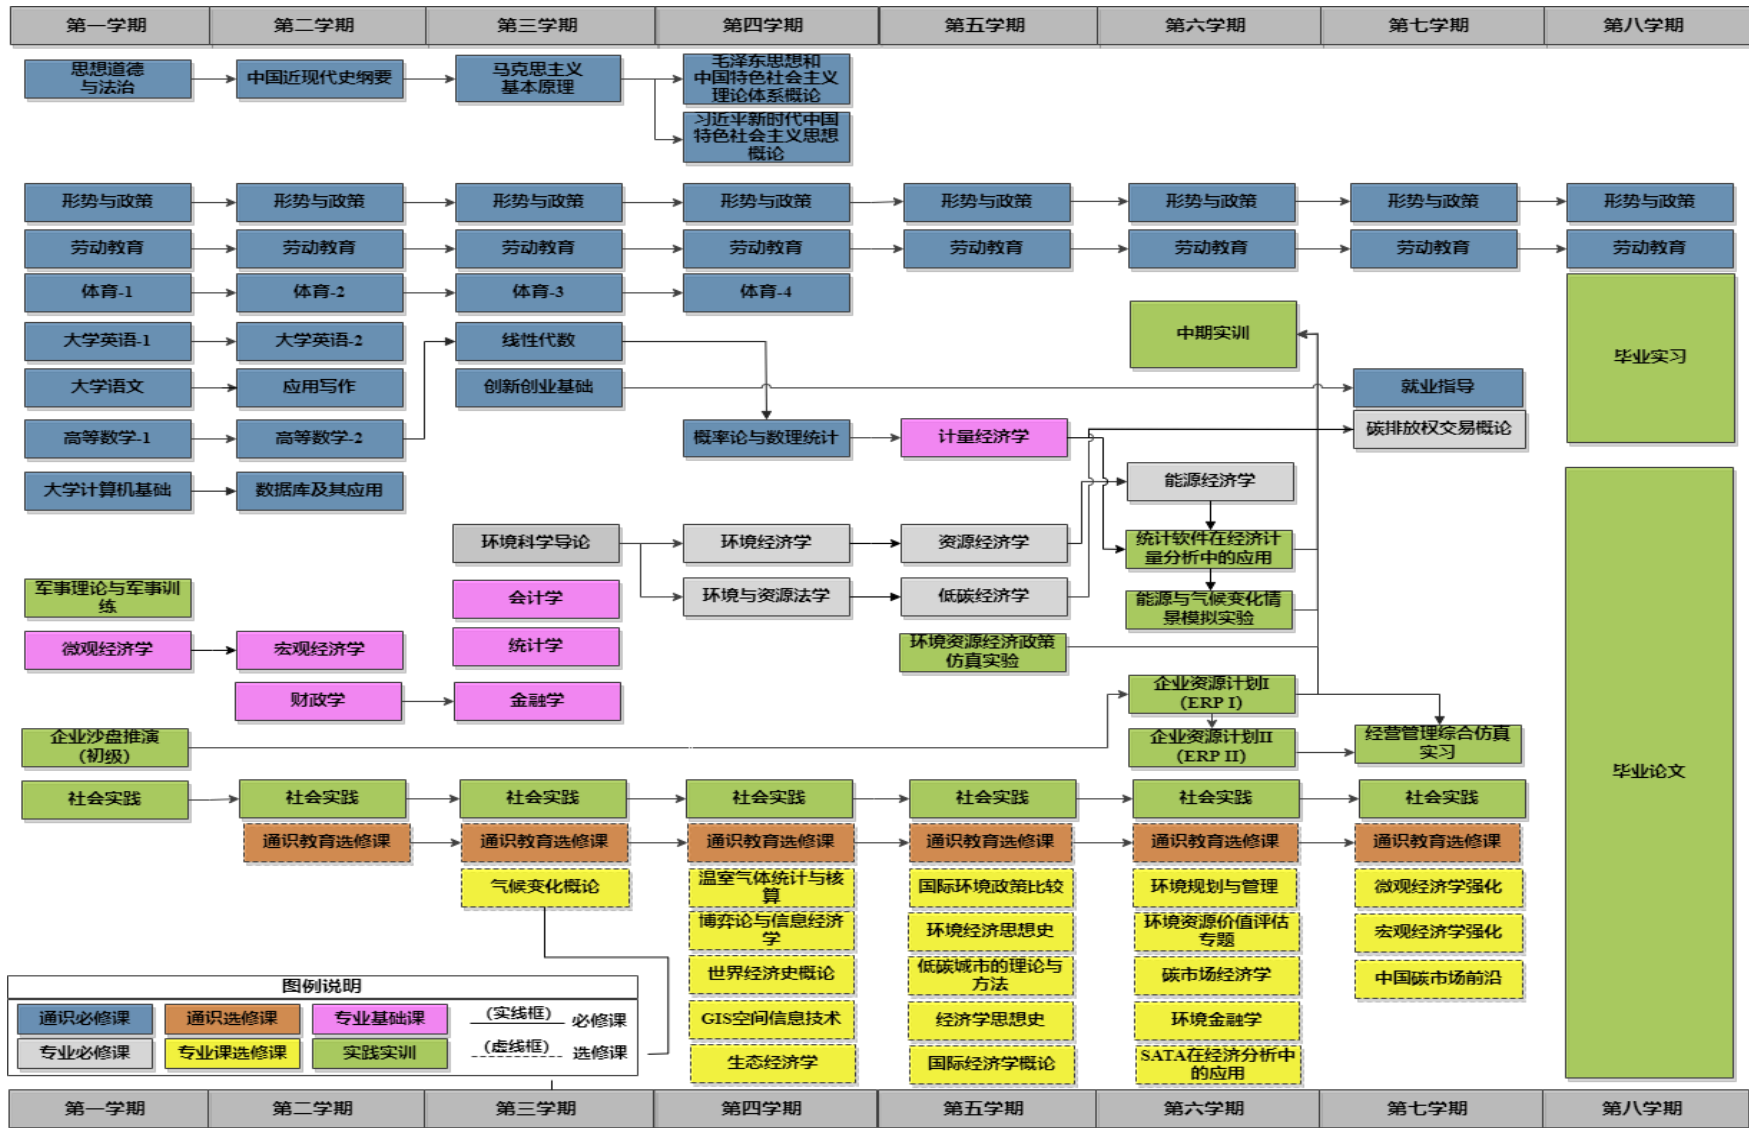 第一学期 第二学期 第三学期 第四学期 第五学期 第六学期 第七学期 第八学期
思想道德
与法治
中国近现代史纲要
马克思主义
基本原理
毛泽东思想和
中国特色社会主义
理论体系概论
习近平新时代中国
特色社会主义思想
概论
形势与政策 形势与政策 形势与政策 形势与政策 形势与政策 形势与政策 形势与政策 形势与政策
劳动教育 劳动教育 劳动教育 劳动教育 劳动教育 劳动教育 劳动教育 劳动教育
体育-1 体育-2 体育-3 体育-4
中期实训
毕业实习
大学英语-1 大学英语-2 线性代数
大学语文 应用写作 创新创业基础 就业指导
高等数学-1 高等数学-2 概率论与数理统计 计量经济学 碳排放权交易概论
大学计算机基础 数据库及其应用 能源经济学
环境科学导论 环境经济学 资源经济学
统计软件在经济计
量分析中的应用
军事理论与军事训
练
会计学 环境与资源法学 低碳经济学
能源与气候变化情
景模拟实验
微观经济学 宏观经济学 统计学
环境资源经济政策
仿真实验
财政学 金融学
企业资源计划I
(ERP I)
企业沙盘推演
(初级)
企业资源计划II
(ERP II)
经营管理综合仿真
实习
毕业论文
社会实践 社会实践 社会实践 社会实践 社会实践 社会实践 社会实践
通识教育选修课 通识教育选修课 通识教育选修课 通识教育选修课 通识教育选修课 通识教育选修课
气候变化概论
温室气体统计与核
算
国际环境政策比较 环境规划与管理 微观经济学强化
博弈论与信息经济
学
环境经济思想史
环境资源价值评估
专题
宏观经济学强化
世界经济史概论
低碳城市的理论与
方法
碳市场经济学 中国碳市场前沿
GIS空间信息技术 经济学思想史 环境金融学
生态经济学 国际经济学概论
SATA在经济分析中
的应用
图例说明
通识必修课 通识选修课 专业基础课 (实线框) 必修课
专业必修课 专业课选修课 实践实训 (虚线框) 选修课
第一学期 第二学期 第三学期 第四学期 第五学期 第六学期 第七学期 第八学期